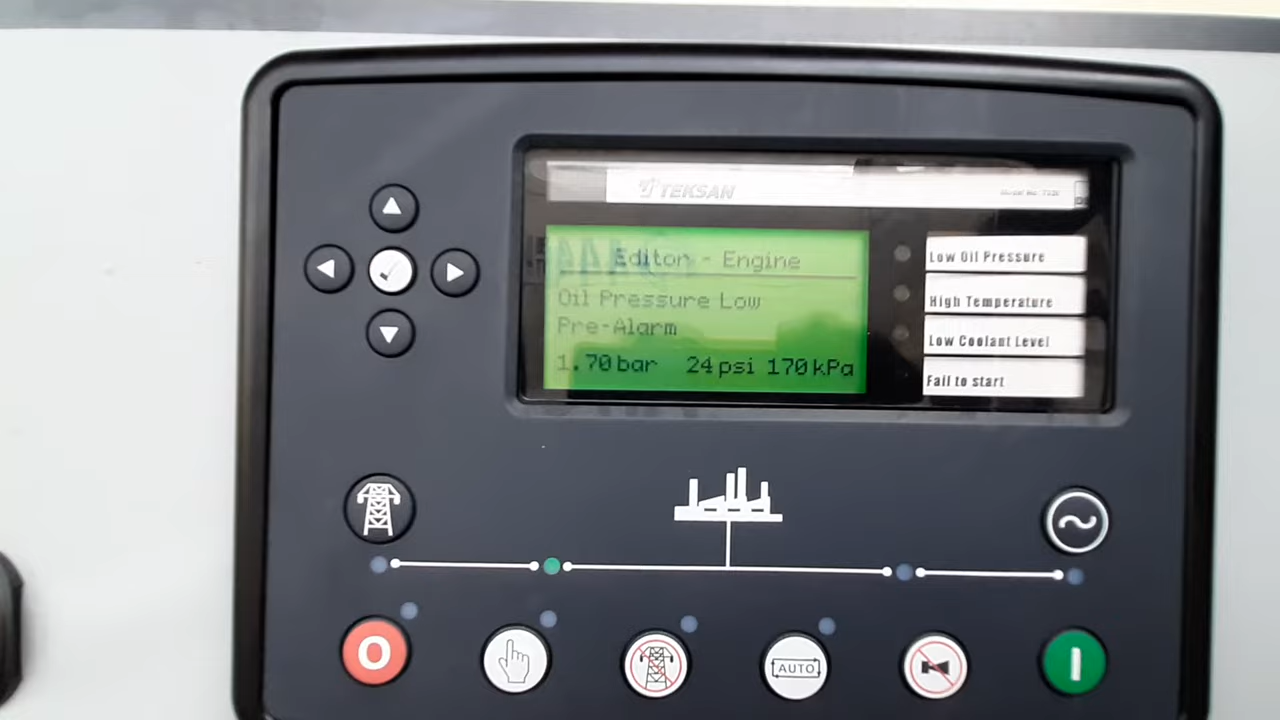 TEKSAN
Editor - Engine
Oil Pressure Low
Pre-Alarm
1.70 bar 24 psi 170 kPa
Low Oil Pressure
High Temperature
Low Coolant Level
Fail to start
O
AUTO
I